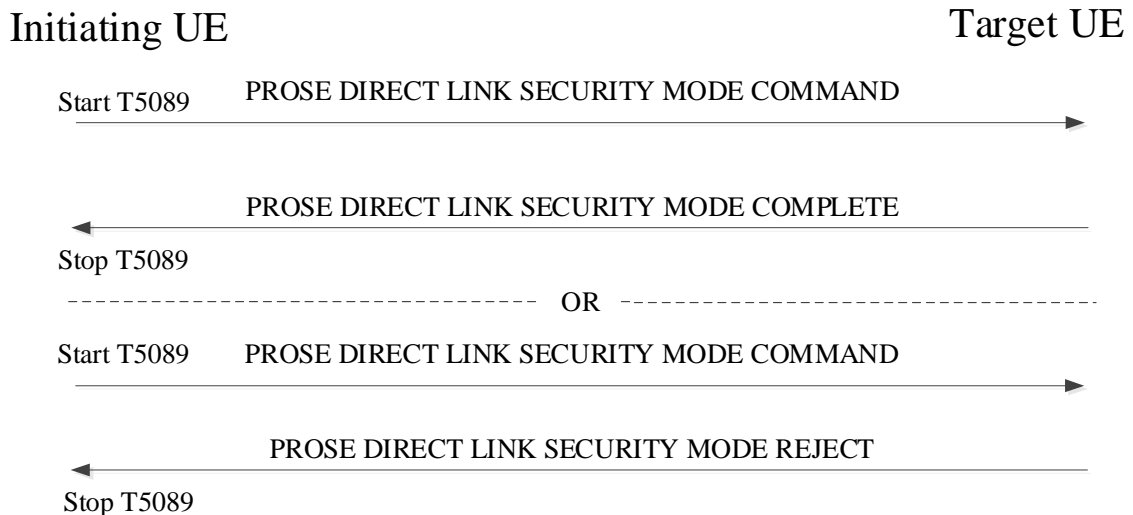 Initiating UE
Target UE
Start T5089
PROSE DIRECT LINK SECURITY MODE COMMAND
PROSE DIRECT LINK SECURITY MODE COMPLETE
Stop T5089
OR
Start T5089
PROSE DIRECT LINK SECURITY MODE COMMAND
PROSE DIRECT LINK SECURITY MODE REJECT
Stop T5089